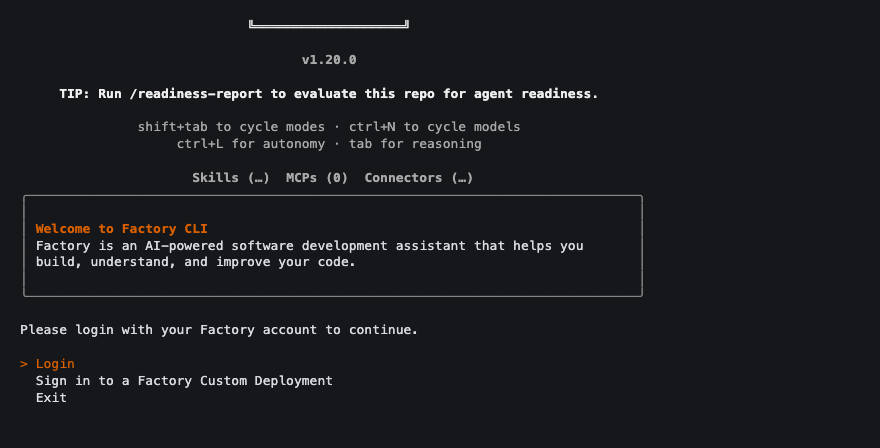 v1.20.0
TIP: Run /readiness-report to evaluate this repo for agent readiness.
shift+tab to cycle modes · ctrl+N to cycle models
ctrl+L for autonomy · tab for reasoning
Skills (…)  MCPs (0)  Connectors (…)
Welcome to Factory CLI
Factory is an AI-powered software development assistant that helps you
build, understand, and improve your code.
Please login with your Factory account to continue.
> Login
Sign in to a Factory Custom Deployment
Exit